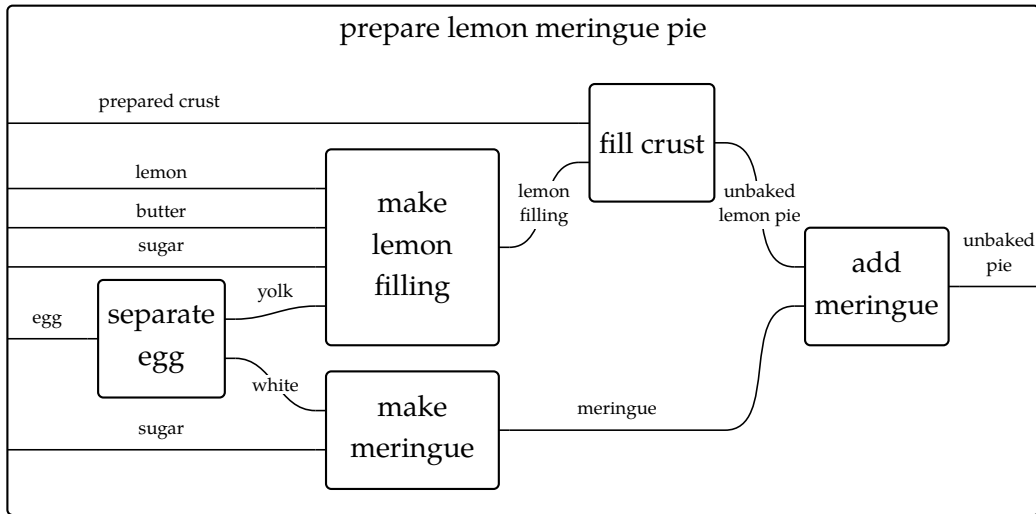 prepare lemon meringue pie
prepared crust
fill crust
lemon
butter
sugar
make
lemon
filling
lemon
filling
unbaked
lemon pie
add
meringue
unbaked
pie
egg
separate
egg
yolk
white
sugar
make
meringue
meringue